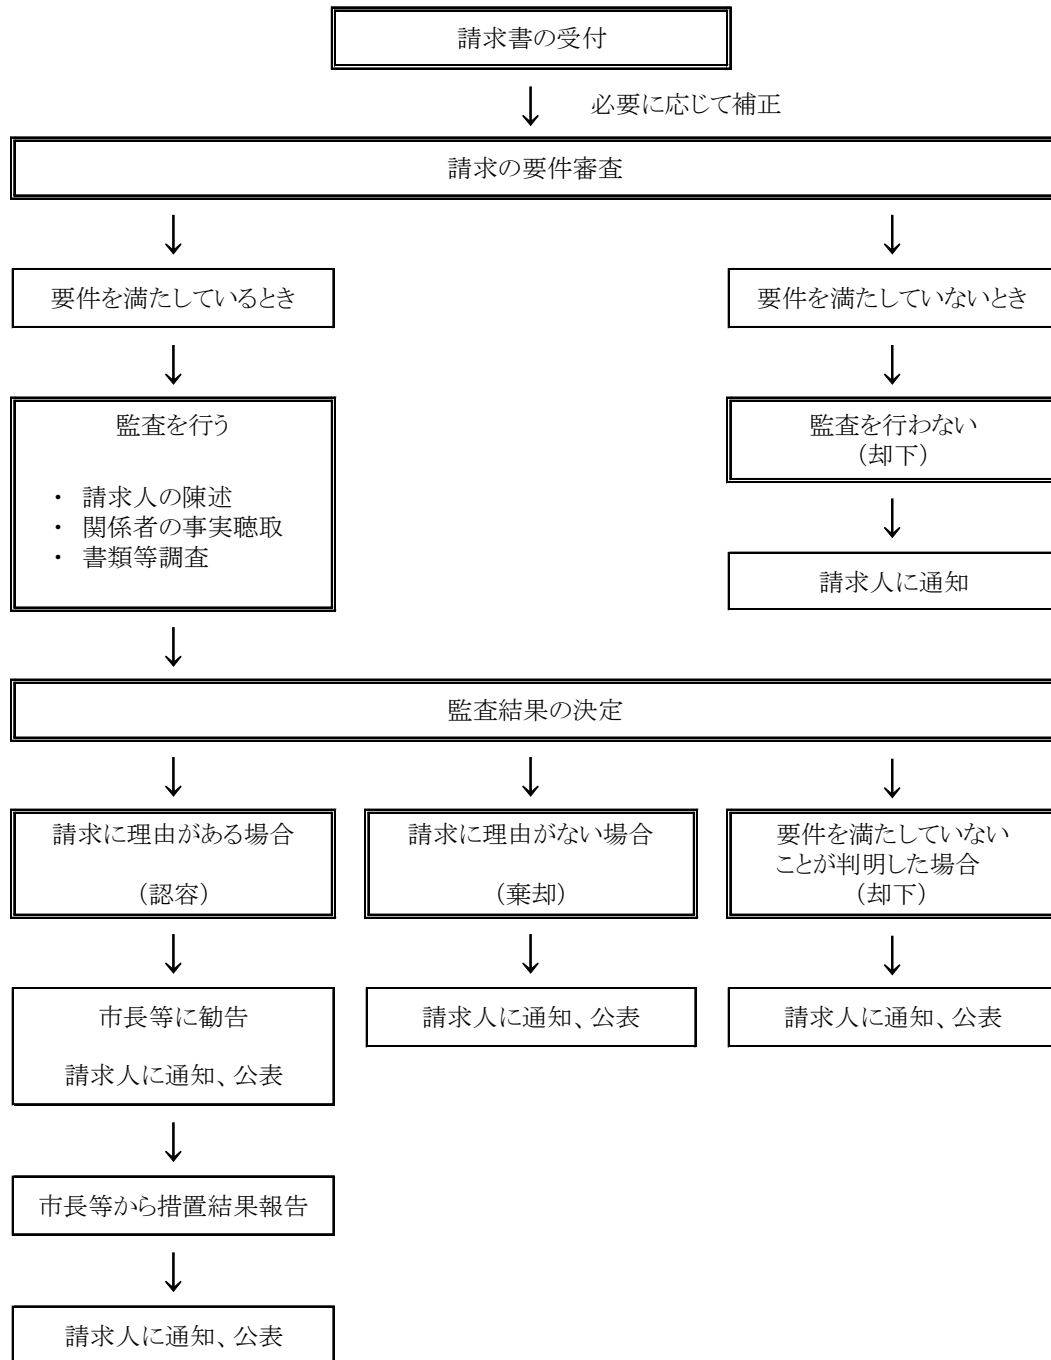 請求書の受付
必要に応じて補正
請求の要件審査
要件を満たしているとき
要件を満たしていないとき
監査を行う
・ 請求人の陳述
・ 関係者の事実聴取
・ 書類等調査
監査を行わない
（却下）
請求人に通知
監査結果の決定
請求に理由がある場合
（認容）
請求に理由がない場合
（棄却）
要件を満たしていない
ことが判明した場合
（却下）
市長等に勧告
請求人に通知、公表
請求人に通知、公表
請求人に通知、公表
市長等から措置結果報告
請求人に通知、公表